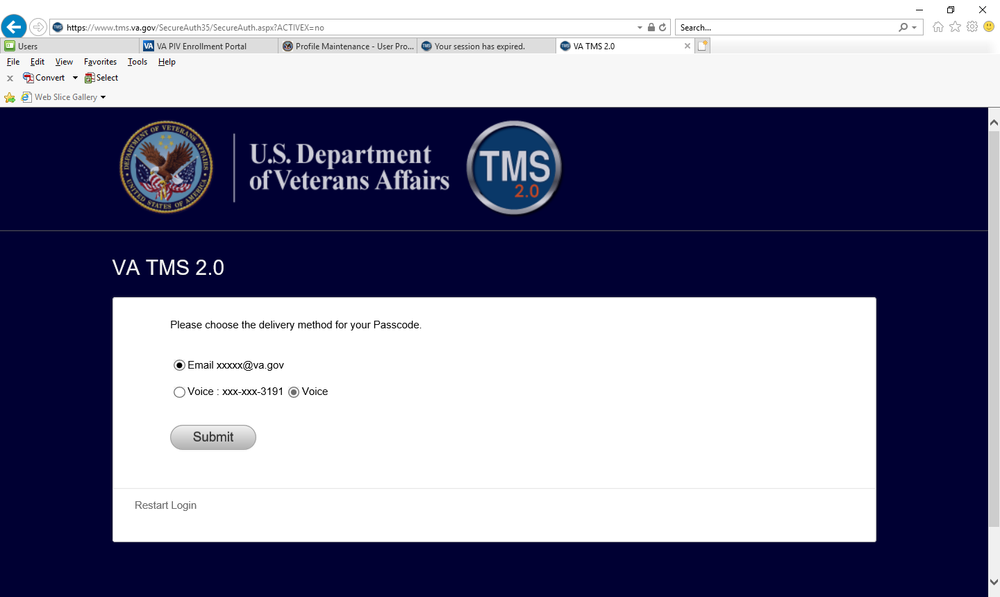 https://www.tms.va.gov/SecureAuth35/SecureAuth.aspx?ACTIVEX=no
Search...
Users
VA VA PIV Enrollment Portal
Profile Maintenance - User Pro...
TMS Your session has expired.
TMS VA TMS 2.0
File Edit View Favorites Tools Help
x Convert Select
Web Slice Gallery
DEPARTMENT OF VETERANS AFFAIRS
UNITED STATES OF AMERICA
U.S. Department
of Veterans Affairs
TMS
2.0
VA TMS 2.0
Please choose the delivery method for your Passcode.
Email xxxxx@va.gov
Voice : xxx-xxx-3191 Voice
Submit
Restart Login